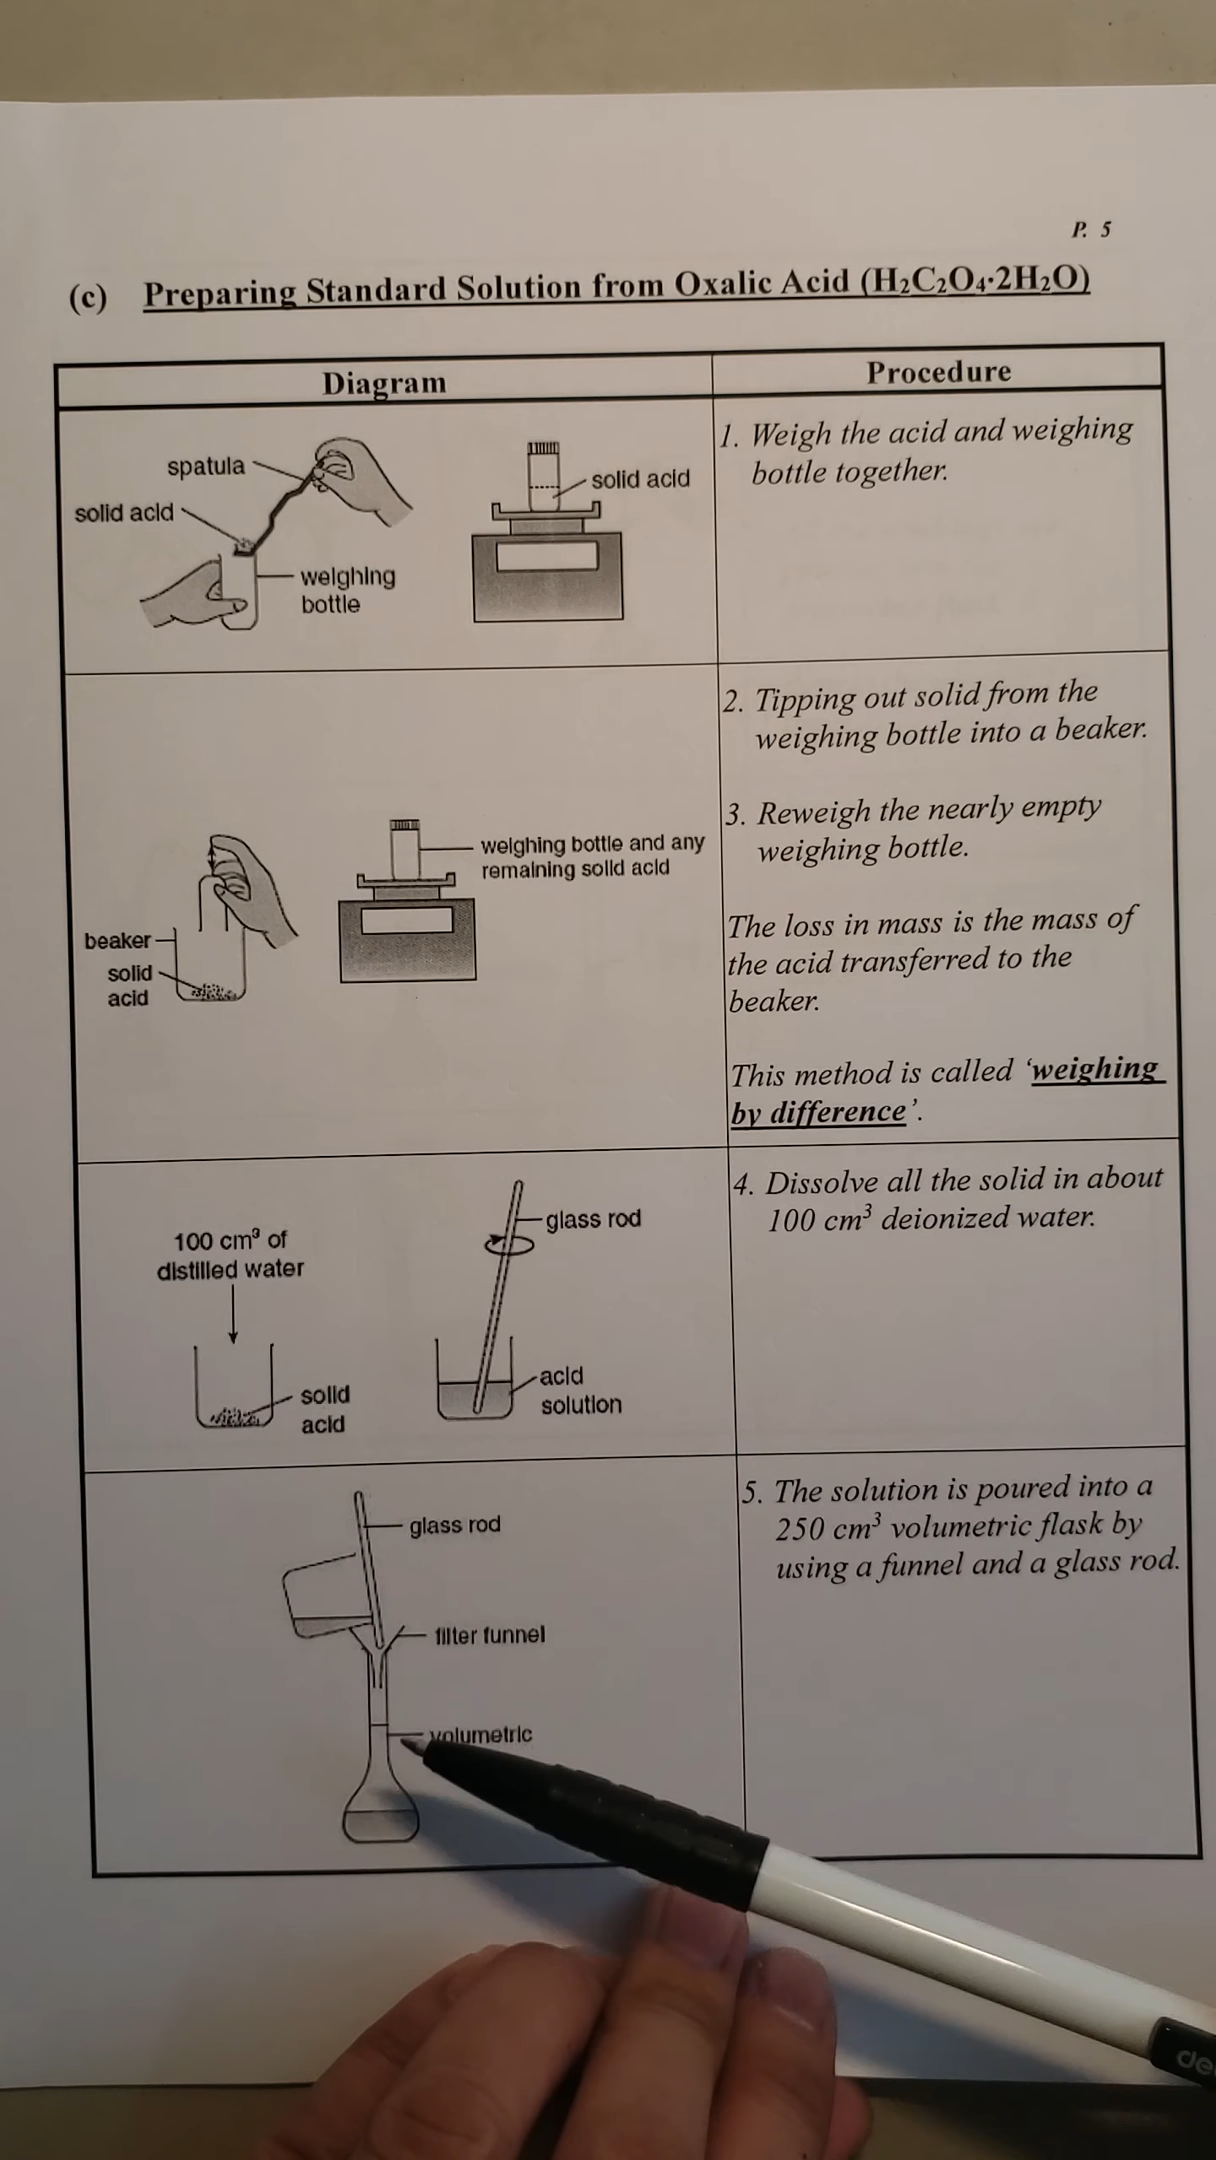 P. 5
(c) Preparing Standard Solution from Oxalic Acid (H₂C₂O₄·2H₂O)
Diagram
Procedure
spatula
solid acid
weighing
bottle
solid acid
1. Weigh the acid and weighing
bottle together.
beaker
solid
acid
weighing bottle and any
remaining solid acid
2. Tipping out solid from the
weighing bottle into a beaker.
3. Reweigh the nearly empty
weighing bottle.
The loss in mass is the mass of
the acid transferred to the
beaker.
This method is called ‘weighing
by difference’.
100 cm³ of
distilled water
solid
acid
glass rod
acid
solution
4. Dissolve all the solid in about
100 cm³ deionized water.
glass rod
filter funnel
volumetric
5. The solution is poured into a
250 cm³ volumetric flask by
using a funnel and a glass rod.